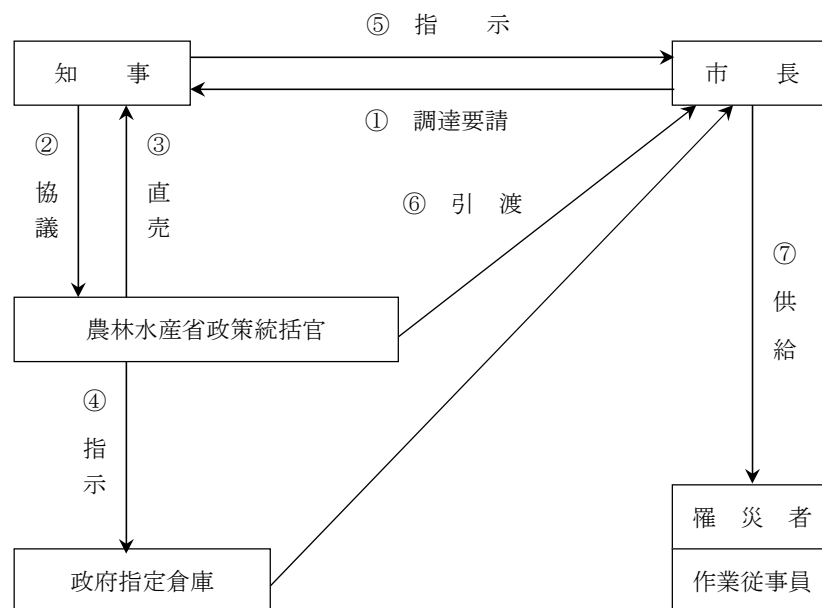 ⑤ 指 示
知 事
市 長
① 調達要請
② 協議
③ 直売
⑥ 引 渡
⑦ 供給
農林水産省政策統括官
④ 指示
罹 災 者
政府指定倉庫
作業従事員